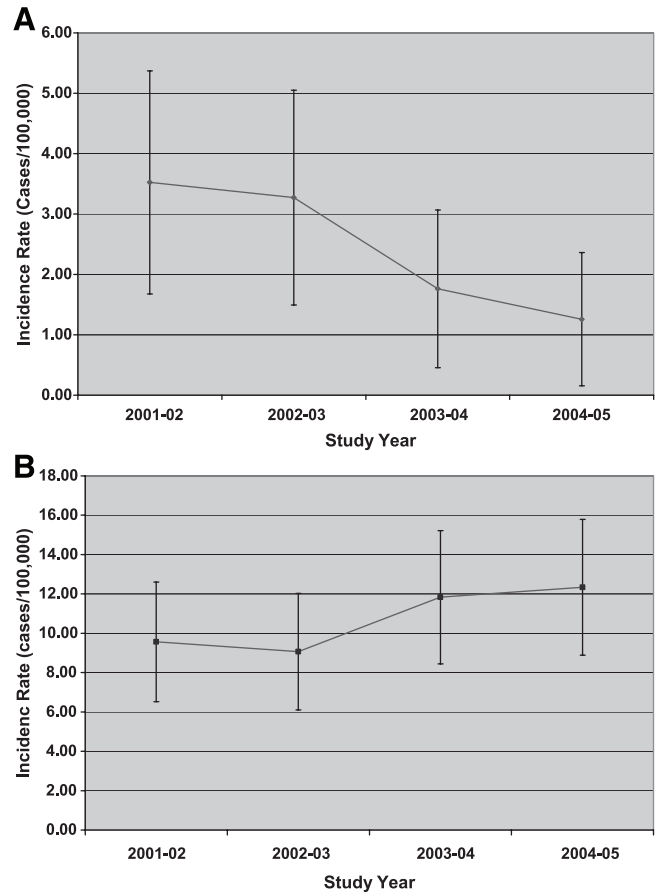 A
Incidence Rate (Cases/100,000)
6.00
5.00
4.00
3.00
2.00
1.00
0.00
2001-02 2002-03 2003-04 2004-05
Study Year
B
Incidenc Rate (cases/100,000)
18.00
16.00
14.00
12.00
10.00
8.00
6.00
4.00
2.00
0.00
2001-02 2002-03 2003-04 2004-05
Study Year